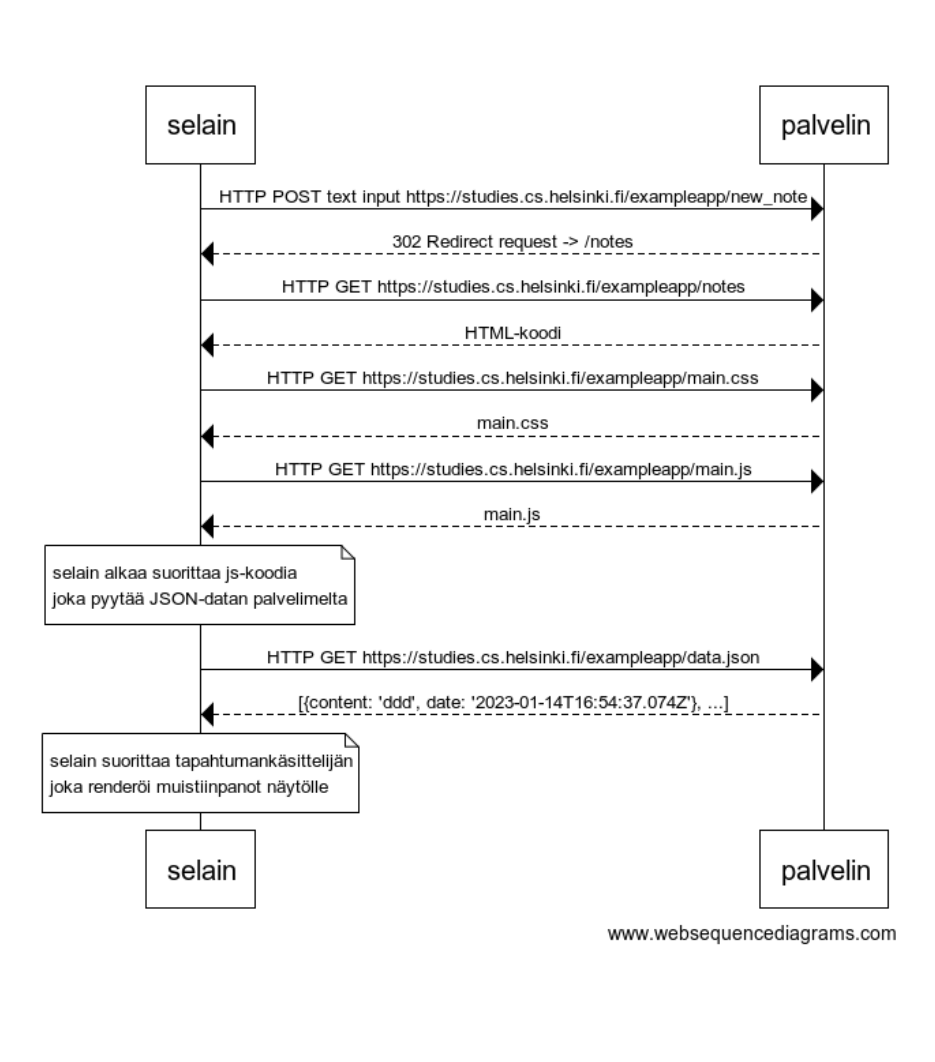 selain
palvelin
HTTP POST text input https://studies.cs.helsinki.fi/exampleapp/new_note
302 Redirect request -> /notes
HTTP GET https://studies.cs.helsinki.fi/exampleapp/notes
HTML-koodi
HTTP GET https://studies.cs.helsinki.fi/exampleapp/main.css
main.css
HTTP GET https://studies.cs.helsinki.fi/exampleapp/main.js
main.js
selain alkaa suorittaa js-koodia
joka pyytää JSON-datan palvelimelta
HTTP GET https://studies.cs.helsinki.fi/exampleapp/data.json
[{content: 'ddd', date: '2023-01-14T16:54:37.074Z'}, ...]
selain suorittaa tapahtumankäsittelijän
joka renderöi muistiinpanot näytölle
selain
palvelin
www.websequencediagrams.com